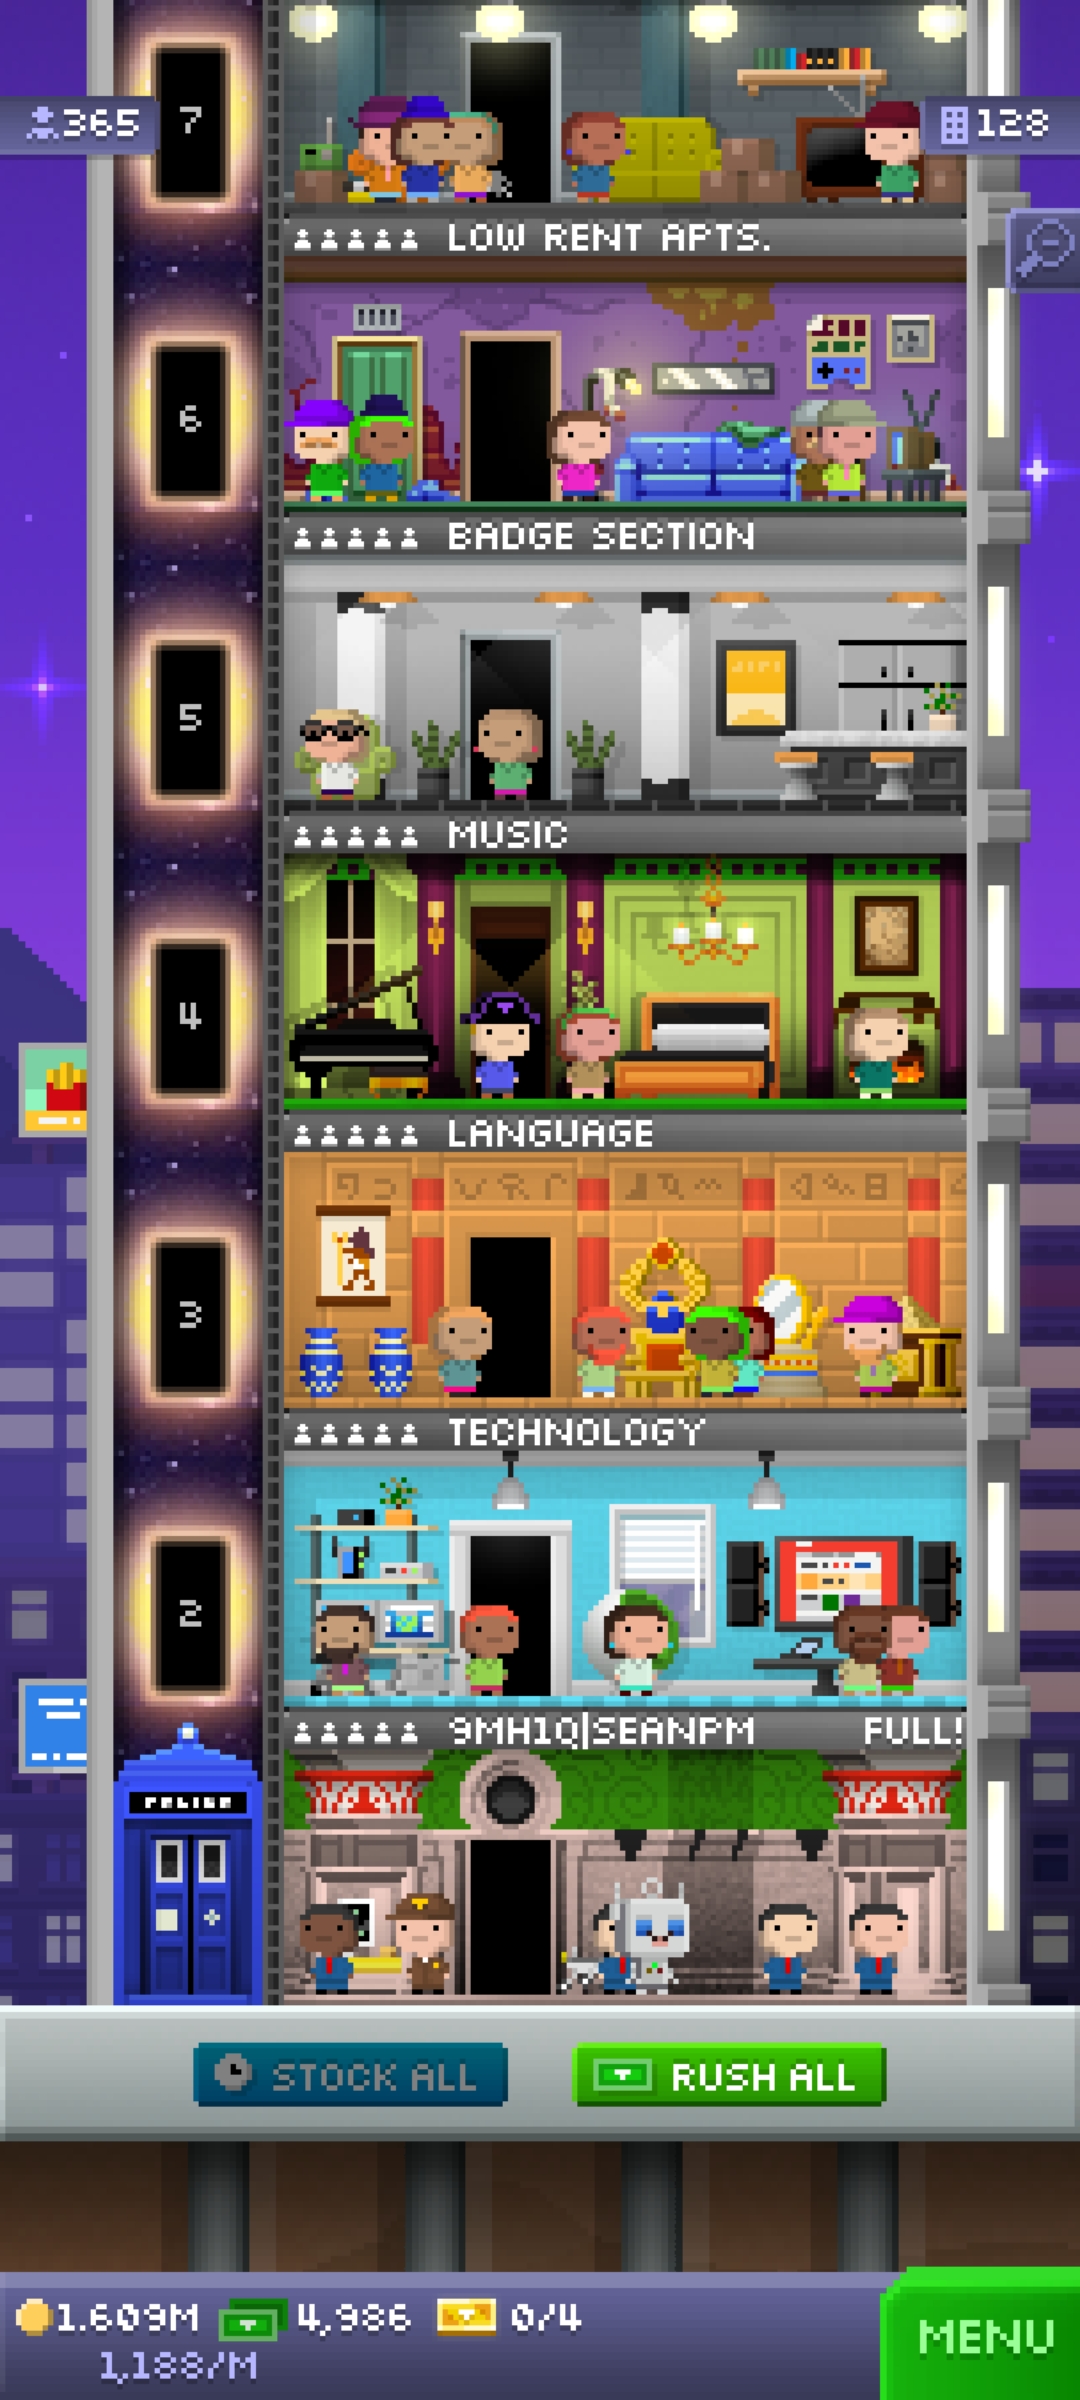 7
365
128
LOW RENT APTS.
6
BADGE SECTION
5
MUSIC
4
LANGUAGE
3
TECHNOLOGY
2
9MH1Q|SEANPM FULL!
POLICE
STOCK ALL
RUSH ALL
1.609M 4,986 0/4
1,188/M
MENU